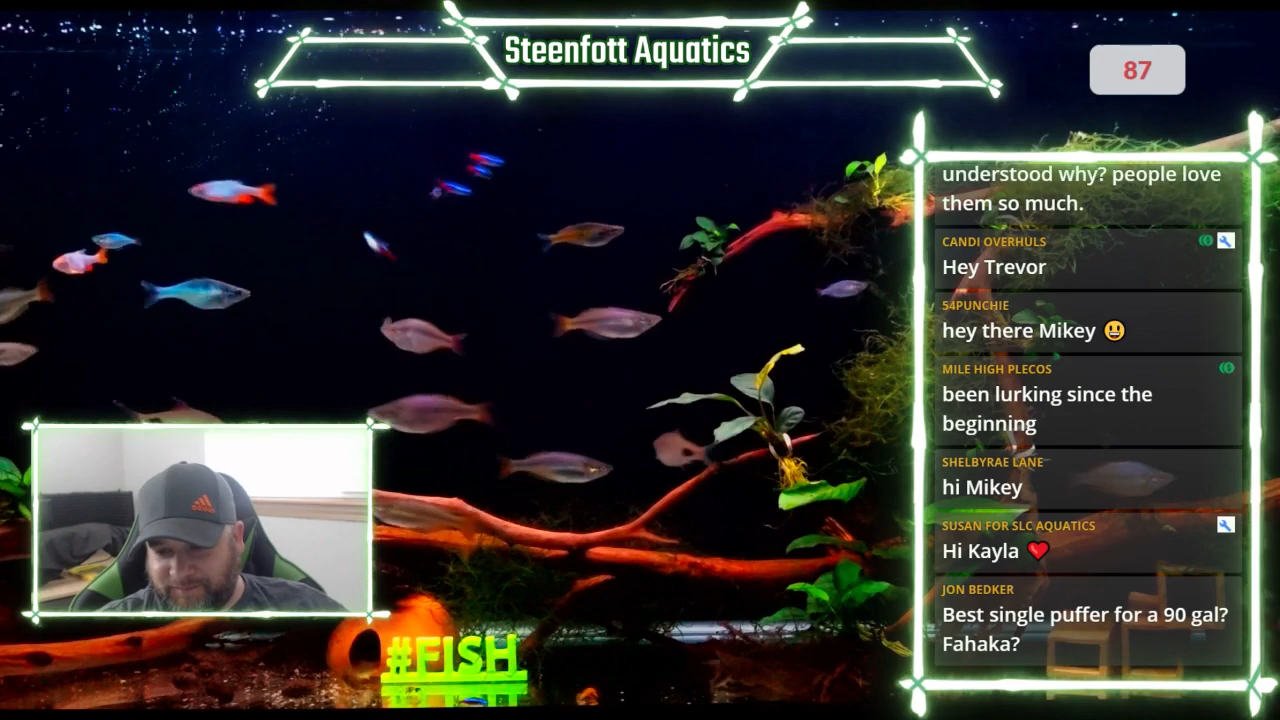 Steenfott Aquatics
87
understood why? people love
them so much.
CANDI OVERHULS
Hey Trevor
54PUNCHIE
hey there Mikey 😃
MILE HIGH PLECOS
been lurking since the
beginning
SHELBYRAE LANE
hi Mikey
SUSAN FOR SLC AQUATICS
Hi Kayla ❤️
JON BEDKER
Best single puffer for a 90 gal?
Fahaka?
adidas
#FISH